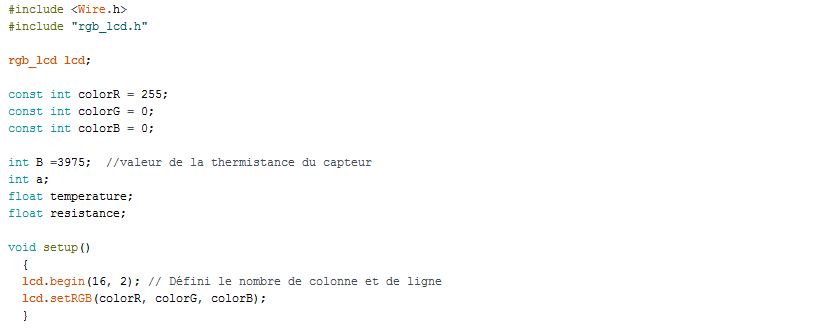 #include <Wire.h>
#include "rgb_lcd.h"
rgb_lcd lcd;
const int colorR = 255;
const int colorG = 0;
const int colorB = 0;
int B =3975;  //valeur de la thermistance du capteur
int a;
float temperature;
float resistance;
void setup()
{
lcd.begin(16, 2); // Défini le nombre de colonne et de ligne
lcd.setRGB(colorR, colorG, colorB);
}